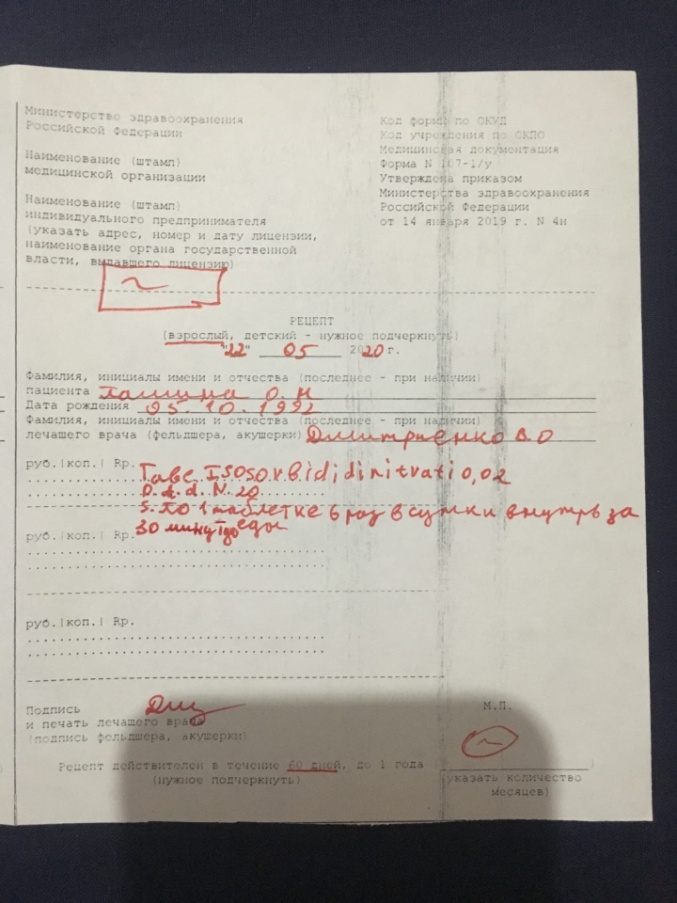 Министерство здравоохранения
Российской Федерации
Код формы по ОКУД
Код учреждения по ОКПО
Медицинская документация
Наименование (штамп)
медицинской организации
Форма N 107-1/у
Утверждена приказом
Министерства здравоохранения
Российской Федерации
от 14 января 2019 г. N 4н
Наименование (штамп)
индивидуального предпринимателя
(указать адрес, номер и дату лицензии,
наименование органа государственной
власти, выдавшего лицензию)
РЕЦЕПТ
(взрослый, детский - нужное подчеркнуть)
"22" 05 2020 г.
Фамилия, инициалы имени и отчества (последнее - при наличии)
пациента О. Н
Дата рождения 05.10.1992
Фамилия, инициалы имени и отчества (последнее - при наличии)
лечащего врача (фельдшера, акушерки) Дмитриенко В О
руб.|коп.| Rp. Tabl Isosorbidi dinitrati 0,02
D.t.d. N. 20
S. По 1 таблетке 6 раз в сутки внутрь за
руб.|коп.| Rp. 30 минут до еды
руб.|коп.| Rp.
Подпись
и печать лечащего врача
(подпись фельдшера, акушерки)
М.П.
Рецепт действителен в течение 60 дней, до 1 года (
(нужное подчеркнуть)
(указать количество
месяцев)